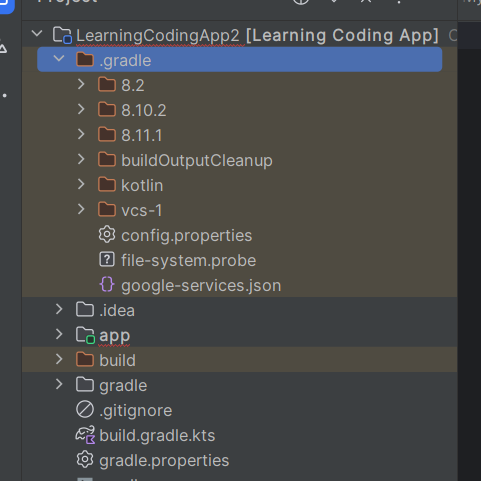 LearningCodingApp2 [Learning Coding App]
.gradle
8.2
8.10.2
8.11.1
buildOutputCleanup
kotlin
vcs-1
config.properties
file-system.probe
google-services.json
.idea
app
build
gradle
.gitignore
build.gradle.kts
gradle.properties